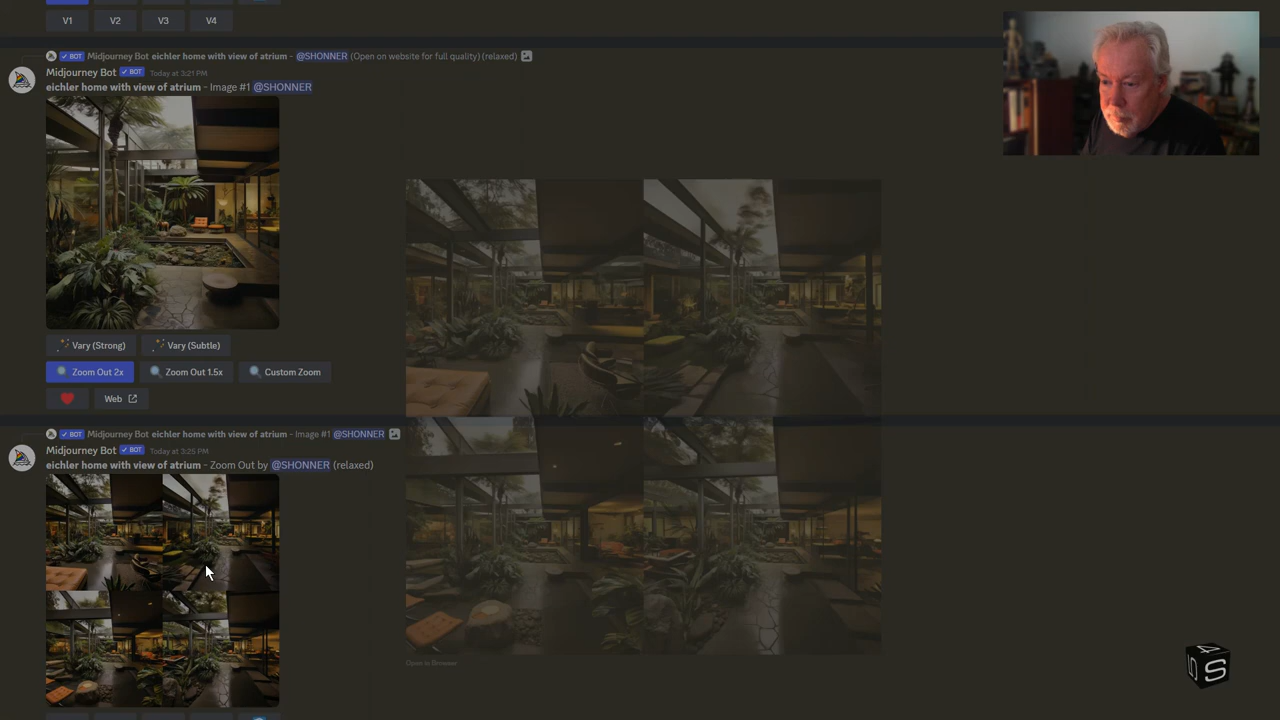 V1 V2 V3 V4
BOT Midjourney Bot eichler home with view of atrium - @SHONNER (Open on website for full quality) (relaxed)
Midjourney Bot BOT Today at 3:21 PM
eichler home with view of atrium - Image #1 @SHONNER
Vary (Strong) Vary (Subtle)
Zoom Out 2x Zoom Out 1.5x Custom Zoom
Web
BOT Midjourney Bot eichler home with view of atrium - Image #1 @SHONNER
Midjourney Bot BOT Today at 3:25 PM
eichler home with view of atrium - Zoom Out by @SHONNER (relaxed)
Open in Browser
S